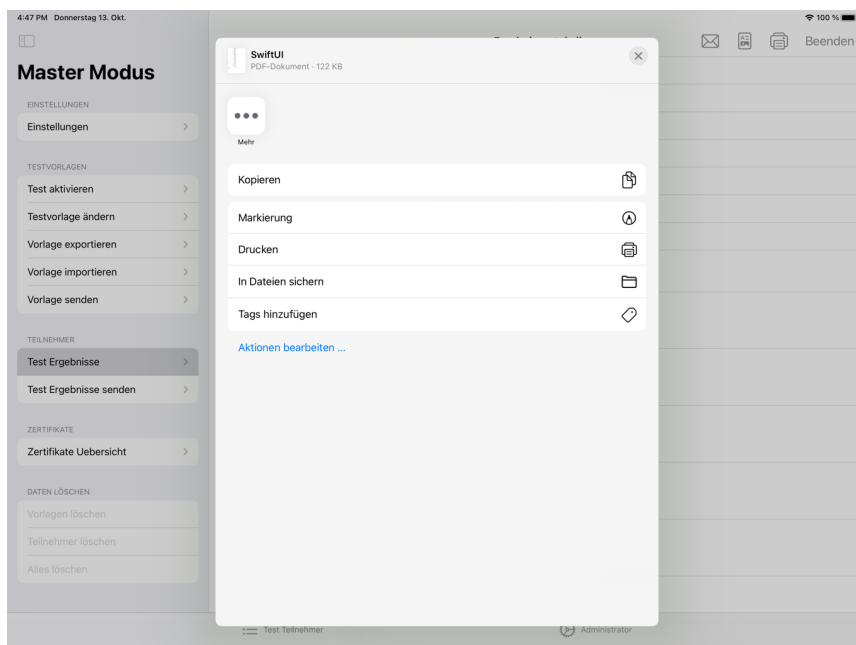 4:47 PM Donnerstag 13. Okt.
100 %
Beenden
Master Modus
EINSTELLUNGEN
Einstellungen
TESTVORLAGEN
Test aktivieren
Testvorlage ändern
Vorlage exportieren
Vorlage importieren
Vorlage senden
TEILNEHMER
Test Ergebnisse
Test Ergebnisse senden
ZERTIFIKATE
Zertifikate Uebersicht
DATEN LÖSCHEN
Vorlagen löschen
Teilnehmer löschen
Alles löschen
SwiftUI
PDF-Dokument · 122 KB
Mehr
Kopieren
Markierung
Drucken
In Dateien sichern
Tags hinzufügen
Aktionen bearbeiten ...
Test Teilnehmer
Administrator